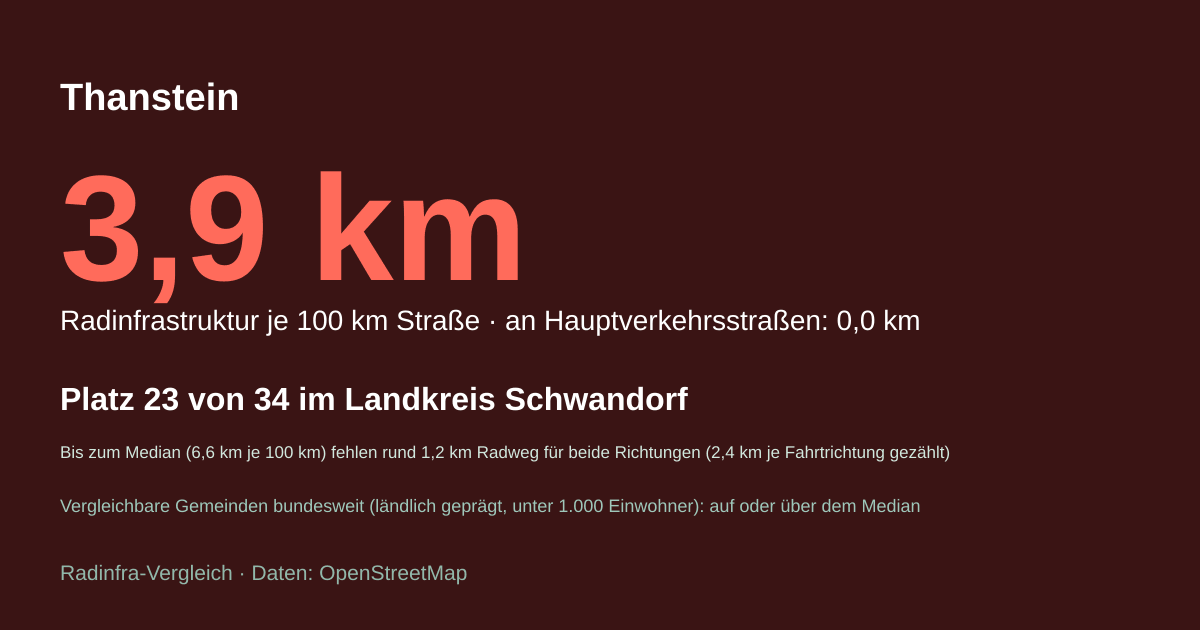 Thanstein
3,9 km
Radinfrastruktur je 100 km Straße · an Hauptverkehrsstraßen: 0,0 km
Platz 23 von 34 im Landkreis Schwandorf
Bis zum Median (6,6 km je 100 km) fehlen rund 1,2 km Radweg für beide Richtungen (2,4 km je Fahrtrichtung gezählt)
Vergleichbare Gemeinden bundesweit (ländlich geprägt, unter 1.000 Einwohner): auf oder über dem Median
Radinfra-Vergleich · Daten: OpenStreetMap